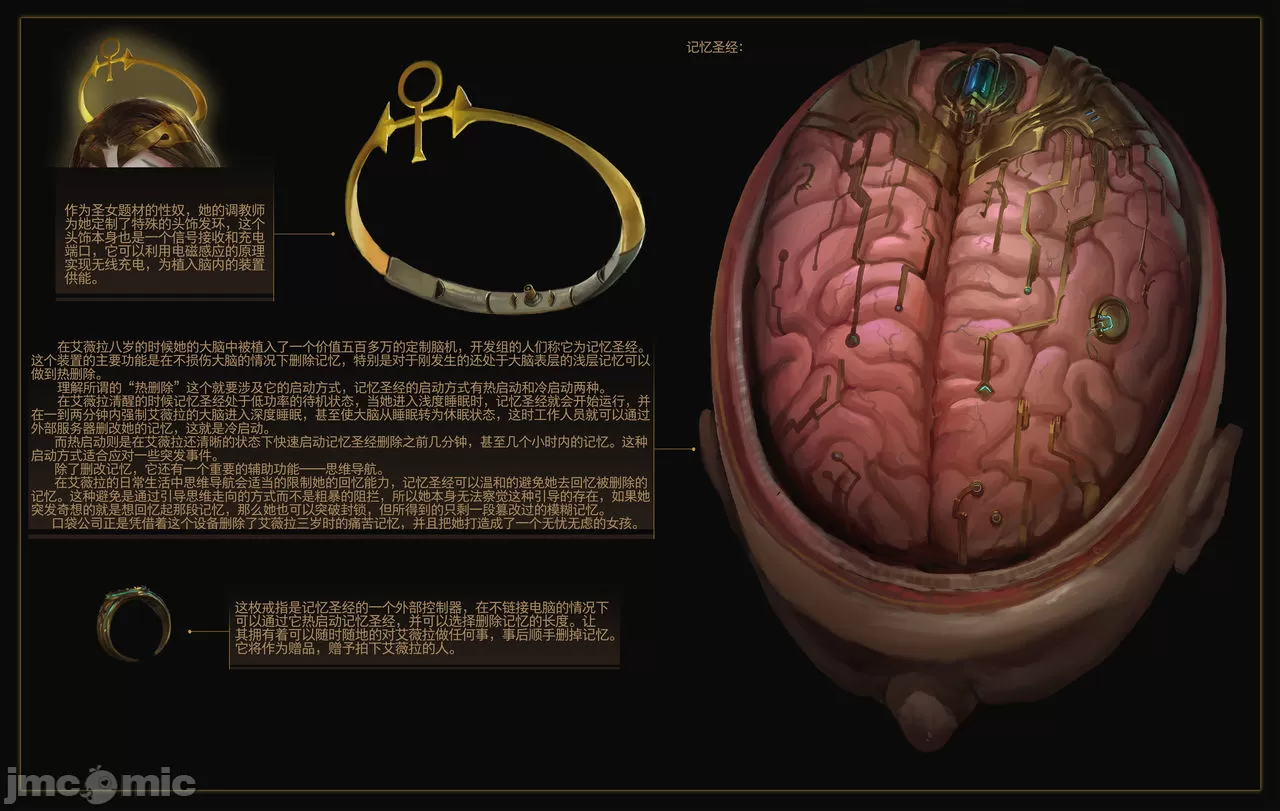 记忆圣经:
作为圣女题材的性奴，她的调教师
为她定制了特殊的头饰发环，这个
头饰本身也是一个信号接收和充电
端口，它可以利用电磁感应的原理
实现无线充电，为植入脑内的装置
供能。
在艾薇拉八岁的时候她的大脑中被植入了一个价值五百多万的定制脑机，开发组的人们称它为记忆圣经。
这个装置的主要功能是在不损伤大脑的情况下删除记忆，特别是对于刚发生的还处于大脑表层的浅层记忆可以
做到热删除。
理解所谓的“热删除”这个就要涉及它的启动方式，记忆圣经的启动方式有热启动和冷启动两种。
在艾薇拉清醒的时候记忆圣经处于低功率的待机状态，当她进入浅度睡眠时，记忆圣经就会开始运行，并
在一到两分钟内强制艾薇拉的大脑进入深度睡眠，甚至使大脑从睡眠转为休眠状态，这时工作人员就可以通过
外部服务器删改她的记忆，这就是冷启动。
而热启动则是在艾薇拉还清晰的状态下快速启动记忆圣经删除之前几分钟，甚至几个小时内的记忆。这种
启动方式适合应对一些突发事件。
除了删改记忆，它还有一个重要的辅助功能——思维导航。
在艾薇拉的日常生活中思维导航会适当的限制她的回忆能力，记忆圣经可以温和的避免她去回忆被删除的
记忆。这种避免是通过引导思维走向的方式而不是粗暴的阻拦，所以她本身无法察觉这种引导的存在，如果她
突发奇想的就是想回忆起那段记忆，那么她也可以突破封锁，但所得到的只剩一段篡改过的模糊记忆。
口袋公司正是凭借着这个设备删除了艾薇拉三岁时的痛苦记忆，并且把她打造成了一个无忧无虑的女孩。
这枚戒指是记忆圣经的一个外部控制器，在不链接电脑的情况下
可以通过它热启动记忆圣经，并可以选择删除记忆的长度。让
其拥有着可以随时随地的对艾薇拉做任何事，事后顺手删掉记忆。
它将作为赠品，赠予拍下艾薇拉的人。
jmcomic